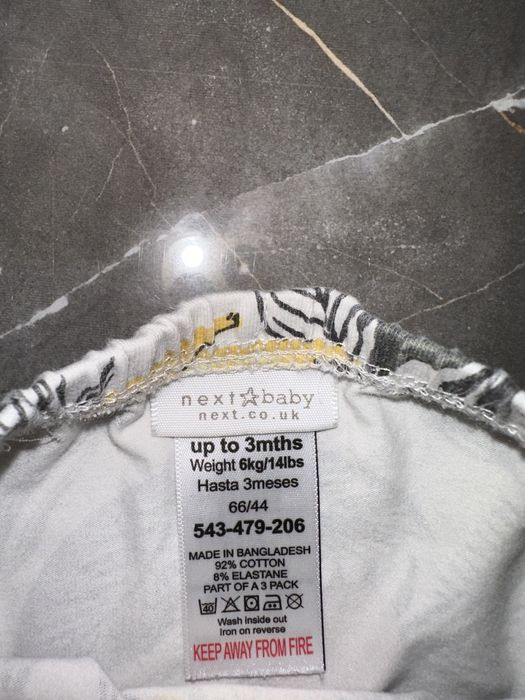 next baby
next.co.uk
up to 3mths
Weight 6kg/14lbs
Hasta 3meses
66/44
543-479-206
MADE IN BANGLADESH
92% COTTON
8% ELASTANE
PART OF A 3 PACK
40
Wash inside out
Iron on reverse
KEEP AWAY FROM FIRE